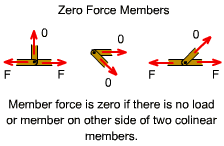 Zero Force Members
0
0
0
F
F
0
F
F
Member force is zero if there is no load
or member on other side of two colinear
members.